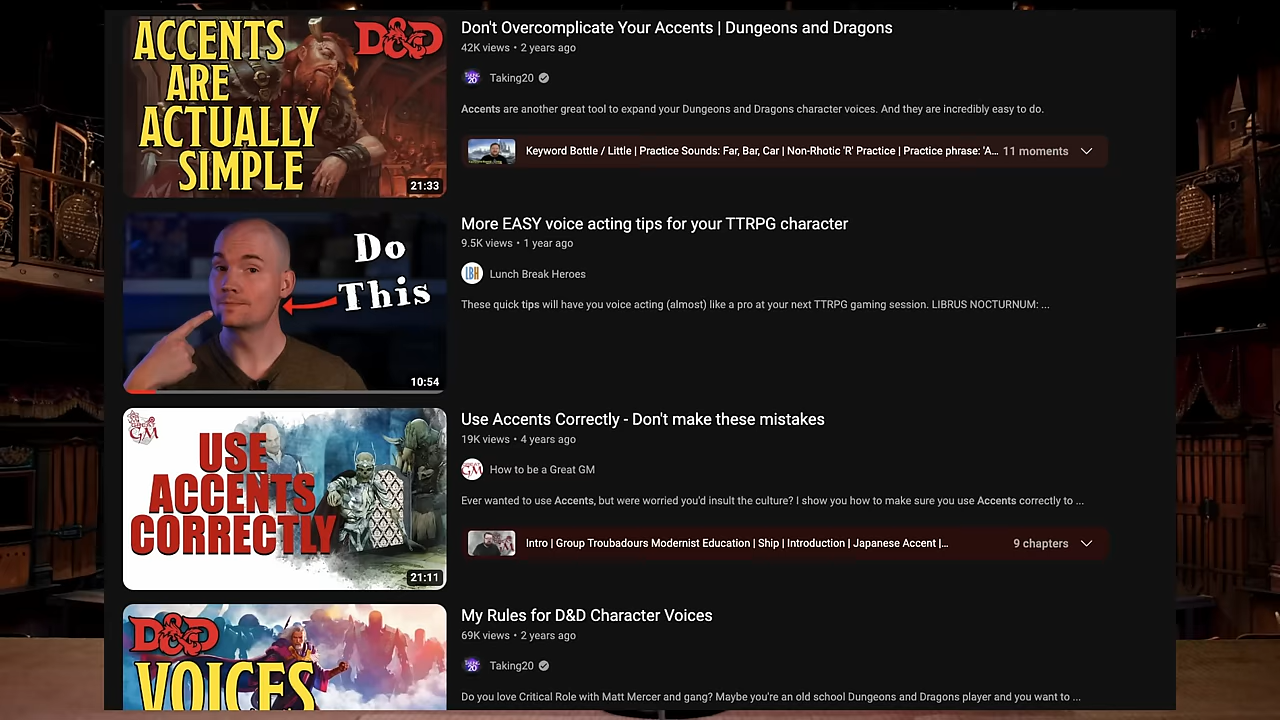 ACCENTS
ARE
ACTUALLY
SIMPLE
D&D
21:33
Don't Overcomplicate Your Accents | Dungeons and Dragons
42K views • 2 years ago
TAKING 20
Taking20
Accents are another great tool to expand your Dungeons and Dragons character voices. And they are incredibly easy to do.
Keyword Bottle / Little | Practice Sounds: Far, Bar, Car | Non-Rhotic 'R' Practice | Practice phrase: 'A... 11 moments
Do
This
10:54
More EASY voice acting tips for your TTRPG character
9.5K views • 1 year ago
LBH
Lunch Break Heroes
These quick tips will have you voice acting (almost) like a pro at your next TTRPG gaming session. LIBRUS NOCTURNUM: ...
GM
USE
ACCENTS
CORRECTLY
21:11
Use Accents Correctly - Don't make these mistakes
19K views • 4 years ago
GM
How to be a Great GM
Ever wanted to use Accents, but were worried you'd insult the culture? I show you how to make sure you use Accents correctly to ...
Intro | Group Troubadours Modernist Education | Ship | Introduction | Japanese Accent |... 9 chapters
D&D
VOICES
My Rules for D&D Character Voices
69K views • 2 years ago
TAKING 20
Taking20
Do you love Critical Role with Matt Mercer and gang? Maybe you're an old school Dungeons and Dragons player and you want to ...